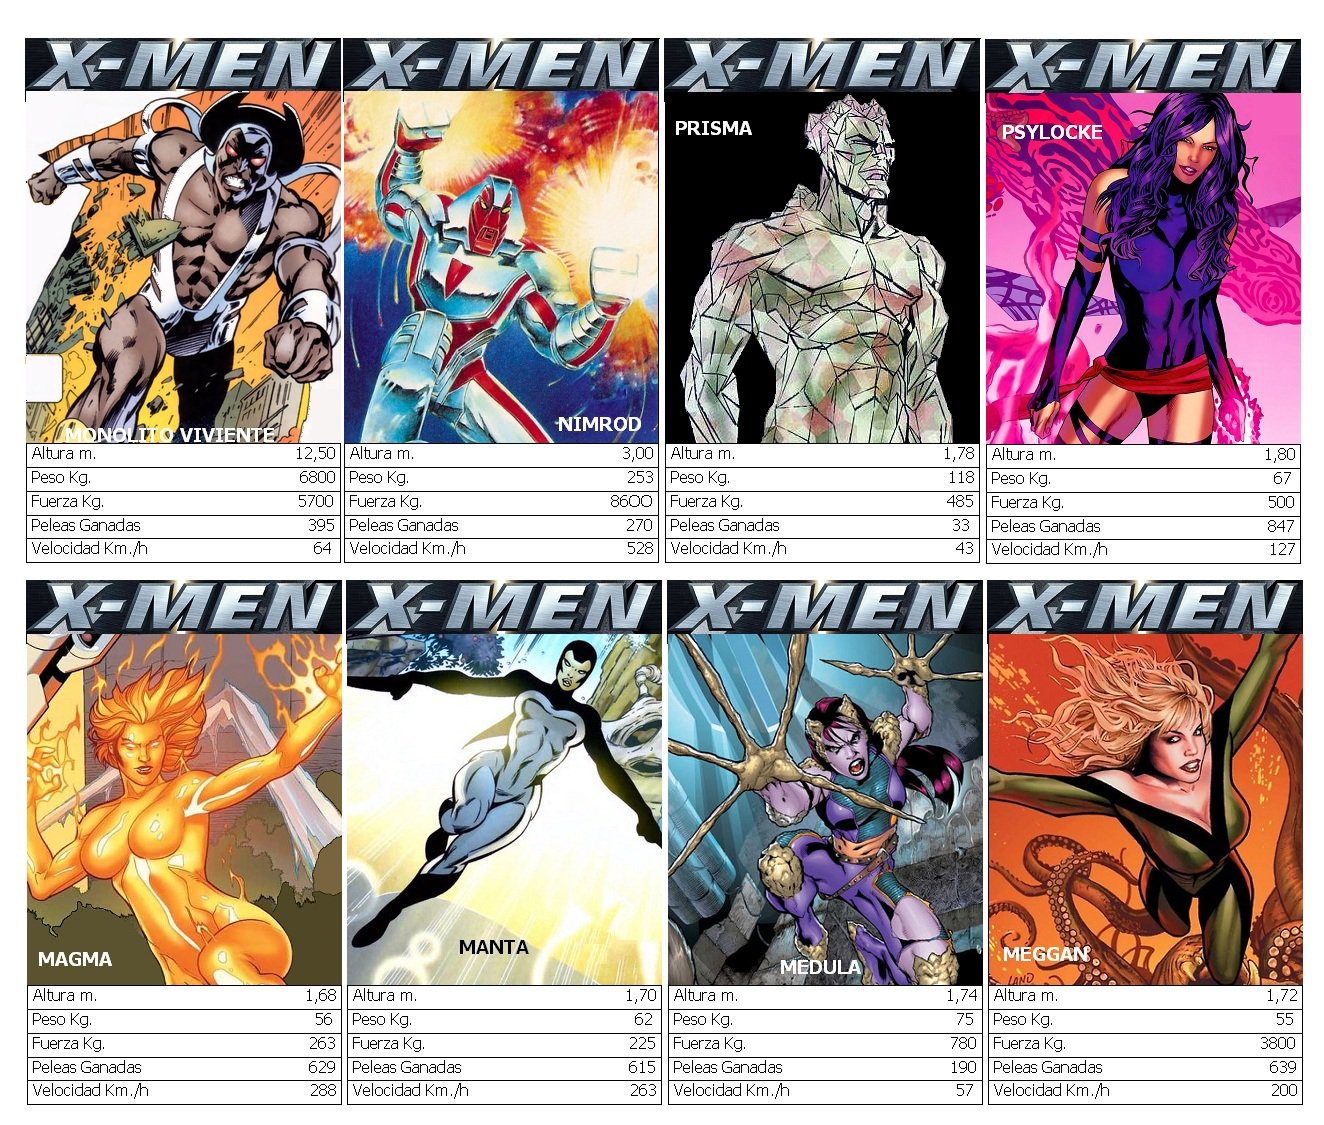 X-MEN X-MEN X-MEN X-MEN
MONOLITO VIVIENTE
Altura m. 12,50
Peso Kg. 6800
Fuerza Kg. 5700
Peleas Ganadas 395
Velocidad Km./h 64
NIMROD
Altura m. 3,00
Peso Kg. 253
Fuerza Kg. 86OO
Peleas Ganadas 270
Velocidad Km./h 528
PRISMA
Altura m. 1,78
Peso Kg. 118
Fuerza Kg. 485
Peleas Ganadas 33
Velocidad Km./h 43
PSYLOCKE
Altura m. 1,80
Peso Kg. 67
Fuerza Kg. 500
Peleas Ganadas 847
Velocidad Km./h 127
X-MEN X-MEN X-MEN X-MEN
MAGMA
Altura m. 1,68
Peso Kg. 56
Fuerza Kg. 263
Peleas Ganadas 629
Velocidad Km./h 288
MANTA
Altura m. 1,70
Peso Kg. 62
Fuerza Kg. 225
Peleas Ganadas 615
Velocidad Km./h 263
MEDULA
Altura m. 1,74
Peso Kg. 75
Fuerza Kg. 780
Peleas Ganadas 190
Velocidad Km./h 57
MEGGAN
LAND
Altura m. 1,72
Peso Kg. 55
Fuerza Kg. 3800
Peleas Ganadas 639
Velocidad Km./h 200